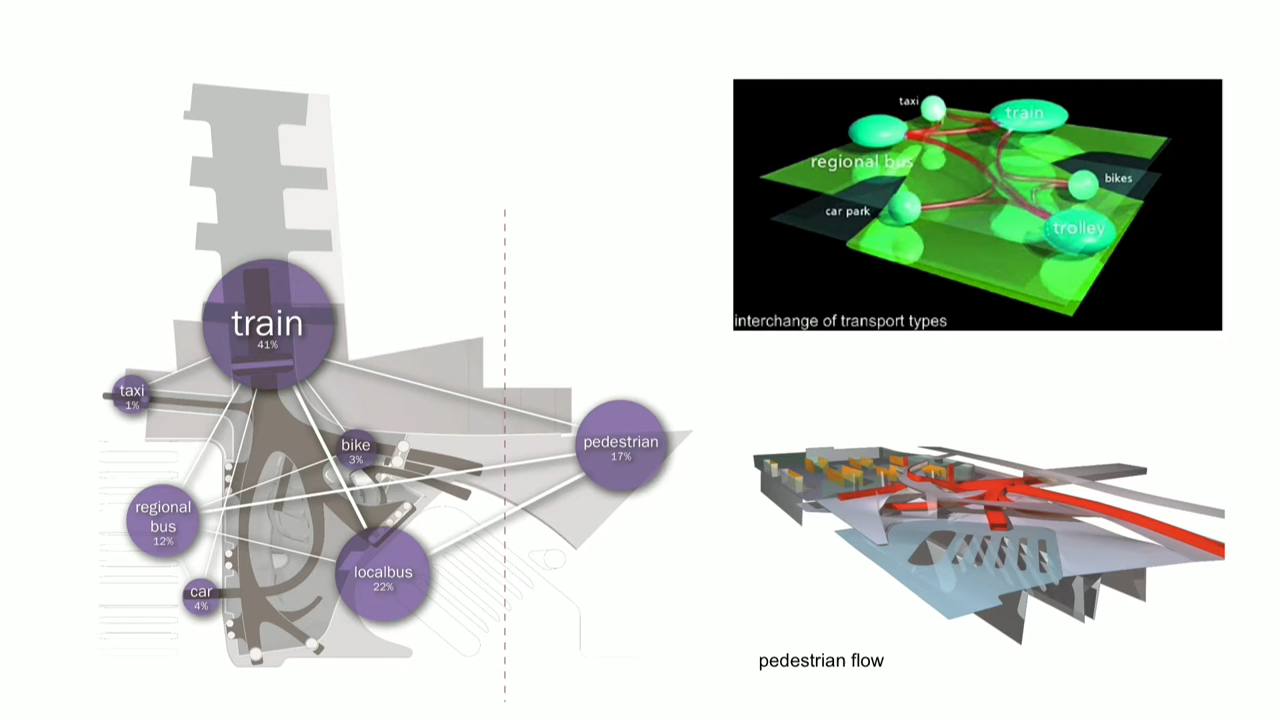 train
41%
taxi
1%
bike
3%
pedestrian
17%
regional
bus
12%
localbus
22%
car
4%
taxi
train
regional bus
bikes
car park
trolley
interchange of transport types
pedestrian flow